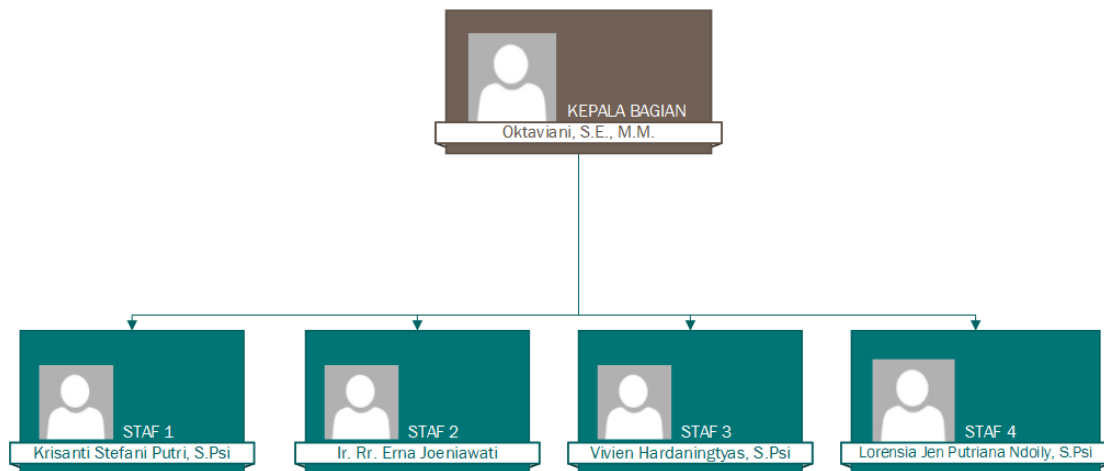 KEPALA BAGIAN
Oktaviani, S.E., M.M.
STAF 1
Krisanti Stefani Putri, S.Psi
STAF 2
Ir. Rr. Erna Joeniawati
STAF 3
Vivien Hardaningtyas, S.Psi
STAF 4
Lorensia Jen Putriana Ndoily, S.Psi